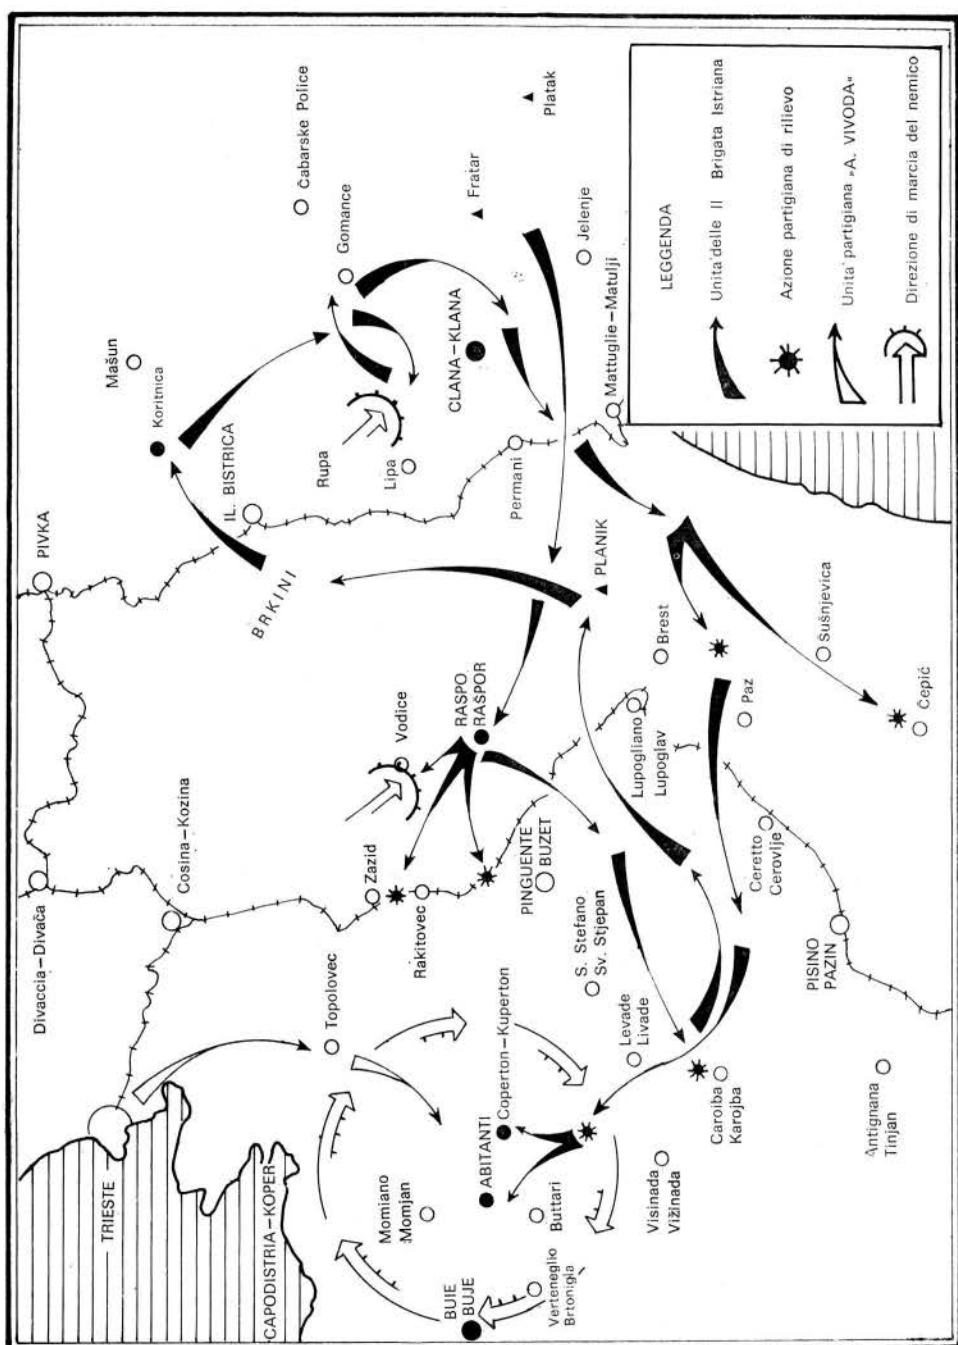 LEGGENDA
Unita' delle II Brigata Istriana
Azione partigiana di rilievo
Unita' partigiana »A. VIVODA«
Direzione di marcia del nemico
PIVKA
Mašun
Koritnica
Čabarske Police
Gomance
Platak
Fratar
Jelenje
IL. BISTRICA
Rupa
Lipa
CLANA–KLANA
Permani
Mattuglie–Matulji
BRKINI
PLANIK
Brest
Šušnjevica
Čepić
Paz
Divaccia–Divača
Cosina–Kozina
Vodice
RASPO
RAŠPOR
Lupogliano
Lupoglav
Zazid
Rakitovec
PINGUENTE
BUZET
Ceretto
Cerovlje
PISINO
PAZIN
S. Stefano
Sv. Stjepan
Levade
Livade
Topolovec
TRIESTE
Coperton–Kuperton
ABITANTI
Caroiba
Karojba
Antignana
Tinjan
CAPODISTRIA–KOPER
Momiano
Momjan
Buttari
Visinada
Vižinada
BUIE
BUJE
Verteneglio
Brtonigla